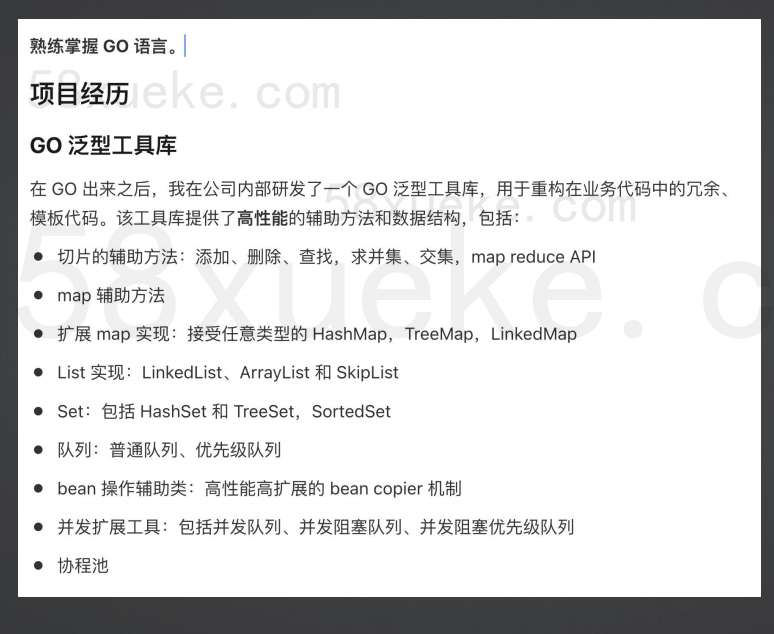 熟练掌握 GO 语言。
58xueke.com
项目经历
GO 泛型工具库
在 GO 出来之后，我在公司内部研发了一个 GO 泛型工具库，用于重构在业务代码中的冗余、
模板代码。该工具库提供了高性能的辅助方法和数据结构，包括：
58xueke.com
● 切片的辅助方法：添加、删除、查找，求并集、交集，map reduce API
● map 辅助方法
58xueke. c
● 扩展 map 实现：接受任意类型的 HashMap，TreeMap，LinkedMap
● List 实现：LinkedList、ArrayList 和 SkipList
● Set：包括 HashSet 和 TreeSet，SortedSet
● 队列：普通队列、优先级队列
● bean 操作辅助类：高性能高扩展的 bean copier 机制
● 并发扩展工具：包括并发队列、并发阻塞队列、并发阻塞优先级队列
● 协程池